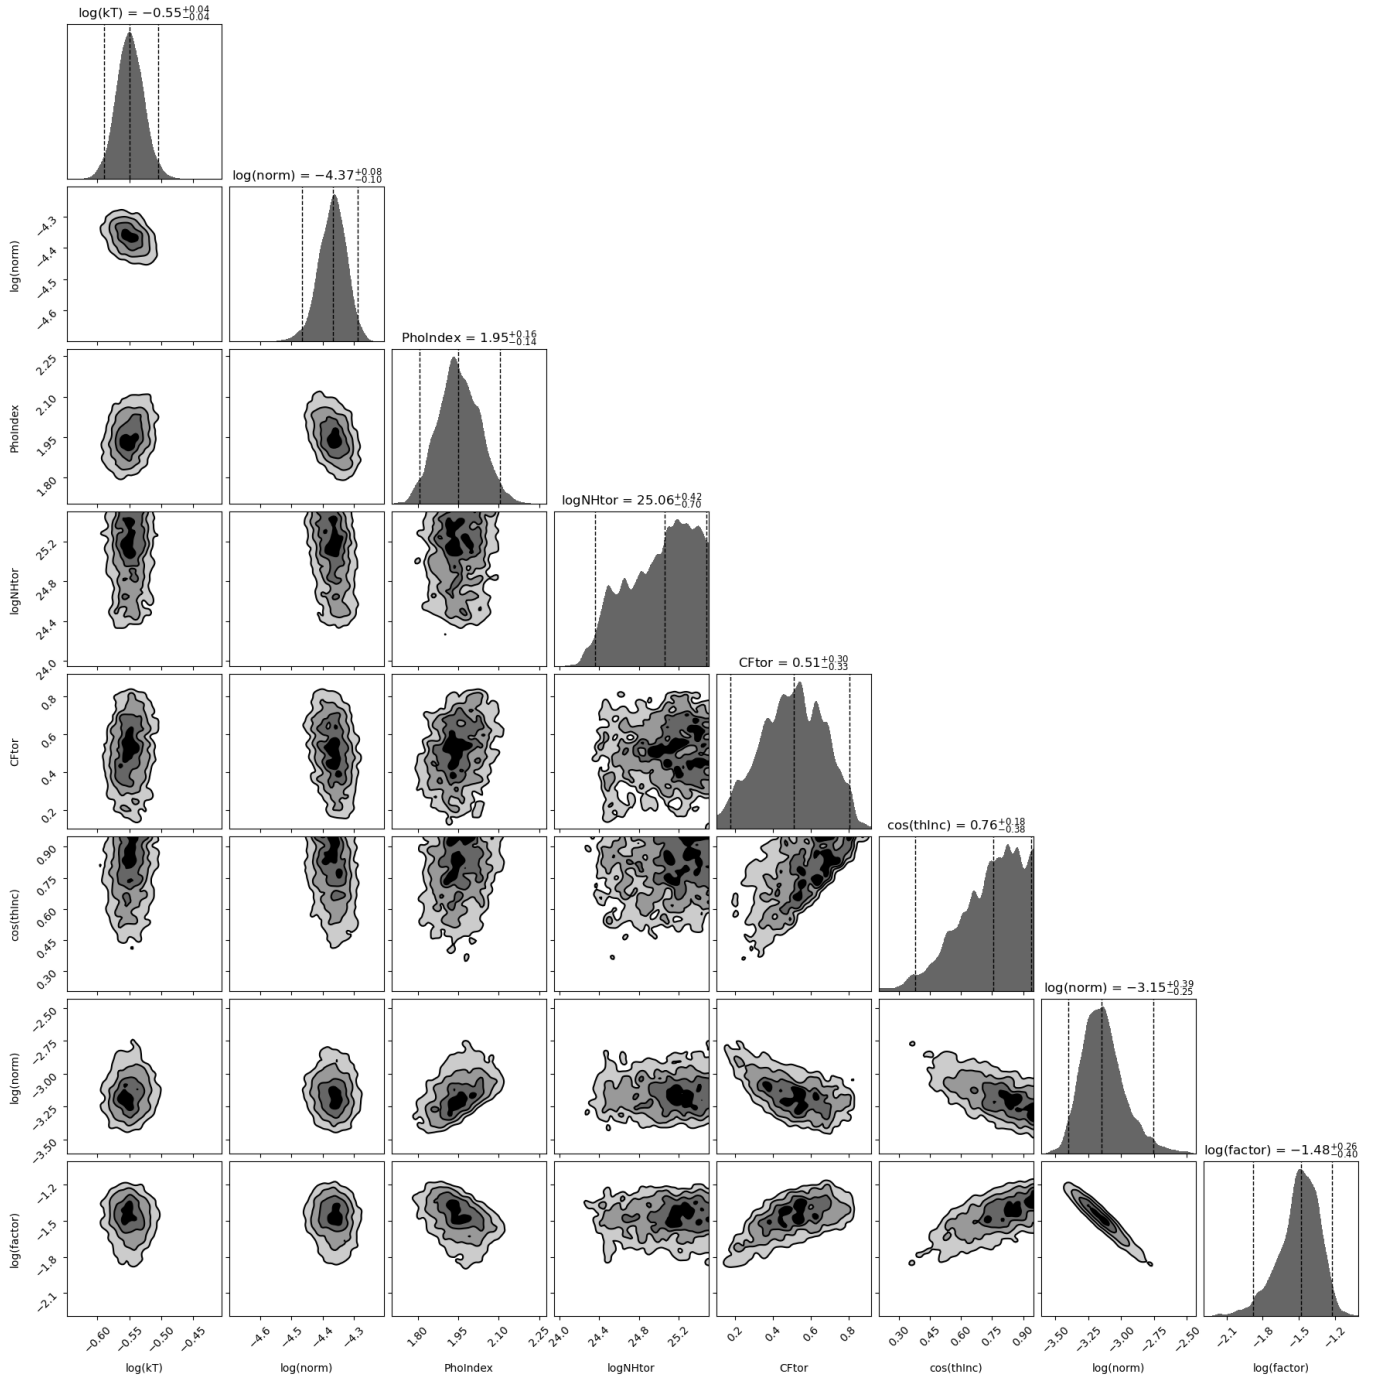 log(kT) = −0.55+0.04−0.04
log(norm) = −4.37+0.08−0.10
log(norm)
−4.3
−4.4
−4.5
−4.6
PhoIndex = 1.95+0.16−0.14
PhoIndex
2.25
2.10
1.95
1.80
logNHtor = 25.06+0.42−0.70
logNHtor
25.2
24.8
24.4
24.0
CFtor = 0.51+0.30−0.33
CFtor
0.8
0.6
0.4
0.2
cos(thInc) = 0.76+0.18−0.38
cos(thInc)
0.90
0.75
0.60
0.45
0.30
log(norm) = −3.15+0.39−0.25
log(norm)
−2.50
−2.75
−3.00
−3.25
−3.50
log(factor) = −1.48+0.26−0.40
log(factor)
−1.2
−1.5
−1.8
−2.1
−0.60 −0.55 −0.50 −0.45 −4.6 −4.5 −4.4 −4.3 1.80 1.95 2.10 2.25 24.0 24.4 24.8 25.2 0.2 0.4 0.6 0.8 0.30 0.45 0.60 0.75 0.90 −3.50 −3.25 −3.00 −2.75 −2.50 −2.1 −1.8 −1.5 −1.2
log(kT) log(norm) PhoIndex logNHtor CFtor cos(thInc) log(norm) log(factor)